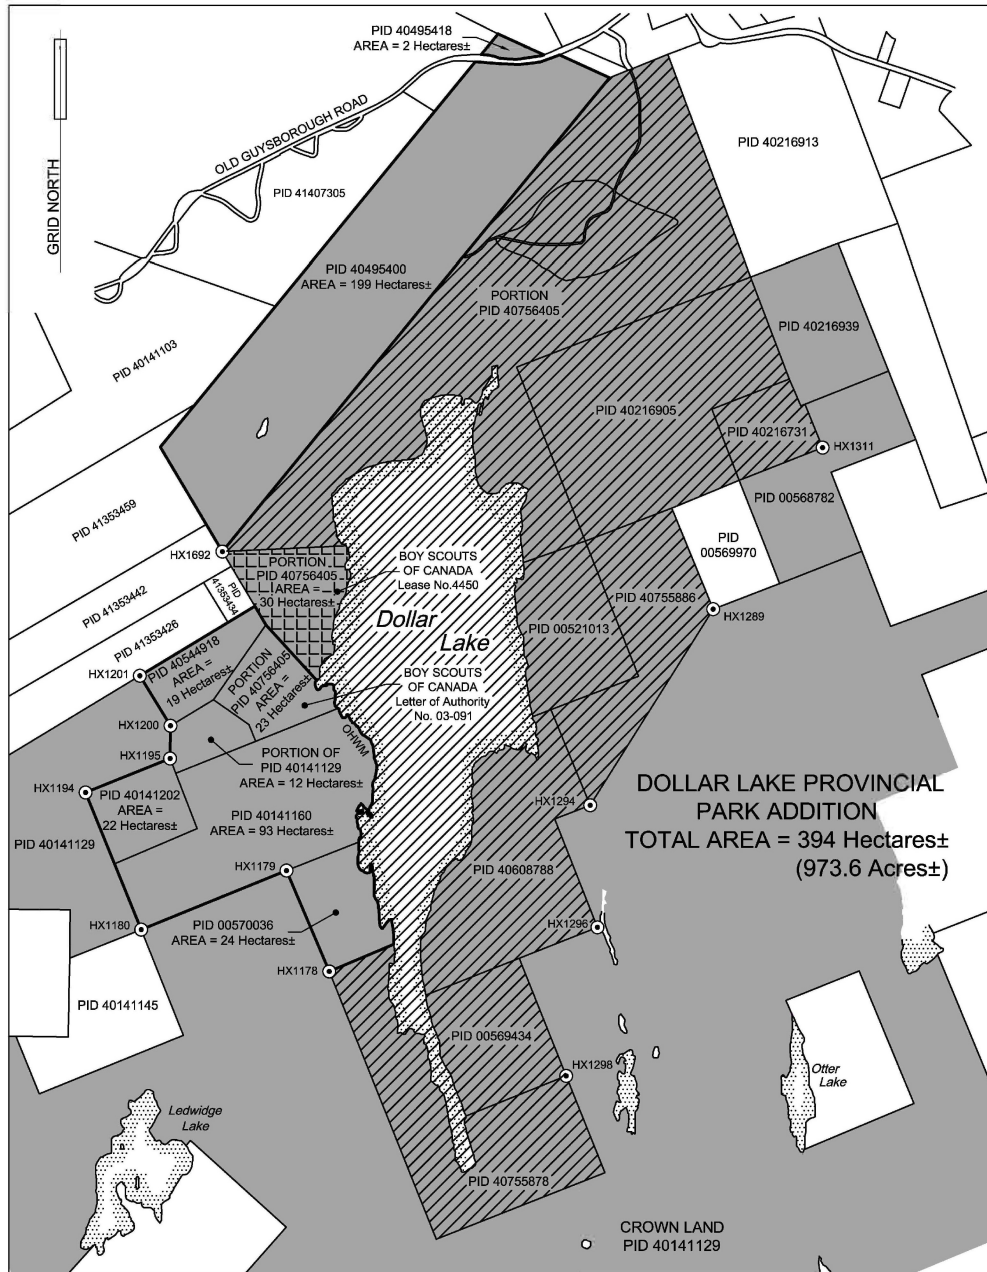 PID 40495418
AREA = 2 Hectares±
OLD GUYSBOROUGH ROAD
GRID NORTH
PID 40216913
PID 41407305
PID 40495400
AREA = 199 Hectares±
PORTION
PID 40756405
PID 40216939
PID 40141103
PID 40216905
PID 40216731
HX1311
PID 00568782
PID 41353459
PID
00569970
HX1692
PORTION
PID 40756405
AREA =
30 Hectares±
BOY SCOUTS
OF CANADA
Lease No.4450
PID
41353434
PID 41353442
PID 40755886
HX1289
Dollar
Lake
PID 00521013
PID 41353426
HX1201
PID 40544918
AREA =
19 Hectares±
PORTION
PID 40756405
AREA =
23 Hectares±
BOY SCOUTS
OF CANADA
Letter of Authority
No. 03-091
HX1200
OHWM
HX1195
PORTION OF
PID 40141129
AREA = 12 Hectares±
HX1194
PID 40141202
AREA =
22 Hectares±
HX1294
DOLLAR LAKE PROVINCIAL
PARK ADDITION
TOTAL AREA = 394 Hectares±
(973.6 Acres±)
PID 40141160
AREA = 93 Hectares±
PID 40141129
HX1179
PID 40608788
HX1180
PID 00570036
AREA = 24 Hectares±
HX1296
HX1178
PID 40141145
PID 00569434
HX1298
Otter
Lake
Ledwidge
Lake
PID 40755878
CROWN LAND
PID 40141129